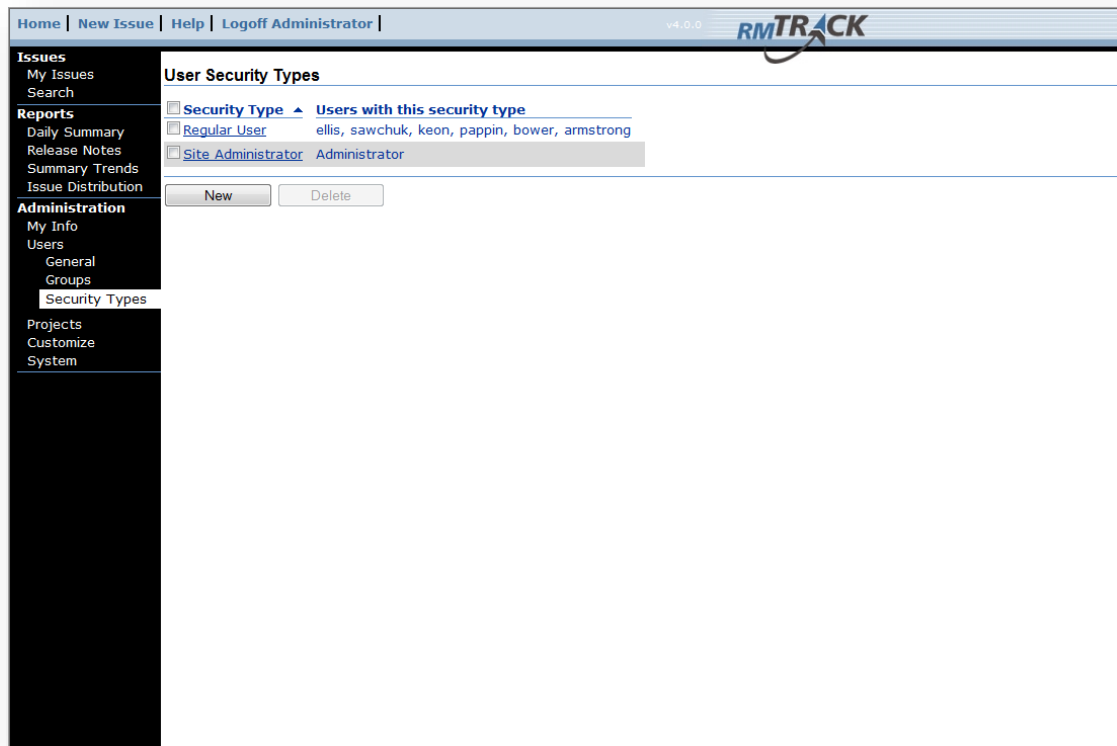 Home | New Issue | Help | Logoff Administrator |
v4.0.0
RMTRACK
Issues
My Issues
Search
Reports
Daily Summary
Release Notes
Summary Trends
Issue Distribution
Administration
My Info
Users
General
Groups
Security Types
Projects
Customize
System
User Security Types
Security Type Users with this security type
Regular User ellis, sawchuk, keon, pappin, bower, armstrong
Site Administrator Administrator
New Delete